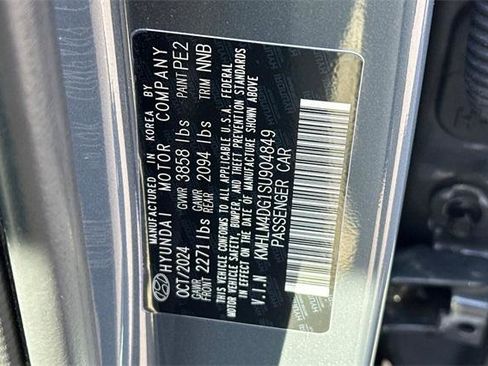 MANUFACTURED IN KOREA BY
HYUNDAI MOTOR COMPANY
OCT/2024 GVWR 3858 lbs PAINT PE2
GAWR FRONT 2271 lbs GAWR REAR 2094 lbs TRIM NNB
THIS VEHICLE CONFORMS TO ALL APPLICABLE U.S.A. FEDERAL
MOTOR VEHICLE SAFETY, BUMPER, AND THEFT PREVENTION STANDARDS
IN EFFECT ON THE DATE OF MANUFACTURE SHOWN ABOVE
V.I.N KMHLM4DG1SU904849
PASSENGER CAR